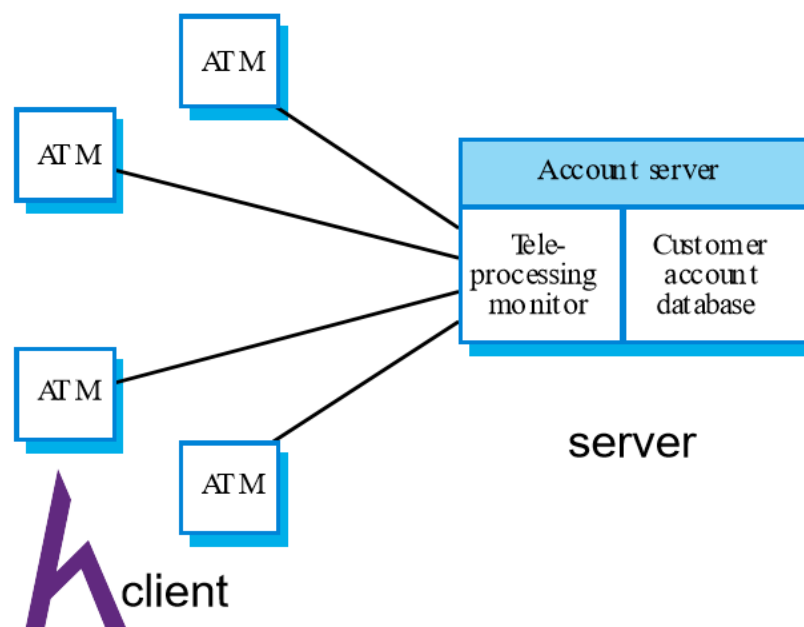 ATM
ATM
Account server
Tele-
processing
monitor
Customer
account
database
ATM
ATM
server
client